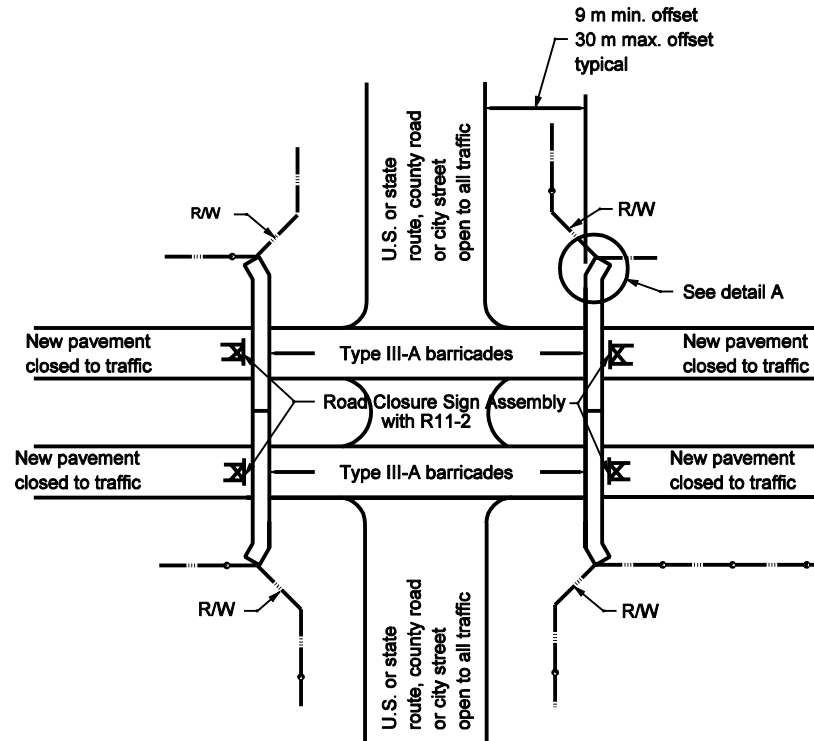 9 m min. offset
30 m max. offset
typical
U.S. or state
route, county road
or city street
open to all traffic
R/W
R/W
See detail A
New pavement
closed to traffic
Type III-A barricades
New pavement
closed to traffic
Road Closure Sign Assembly
with R11-2
New pavement
closed to traffic
Type III-A barricades
New pavement
closed to traffic
R/W
R/W
U.S. or state
route, county road
or city street
open to all traffic